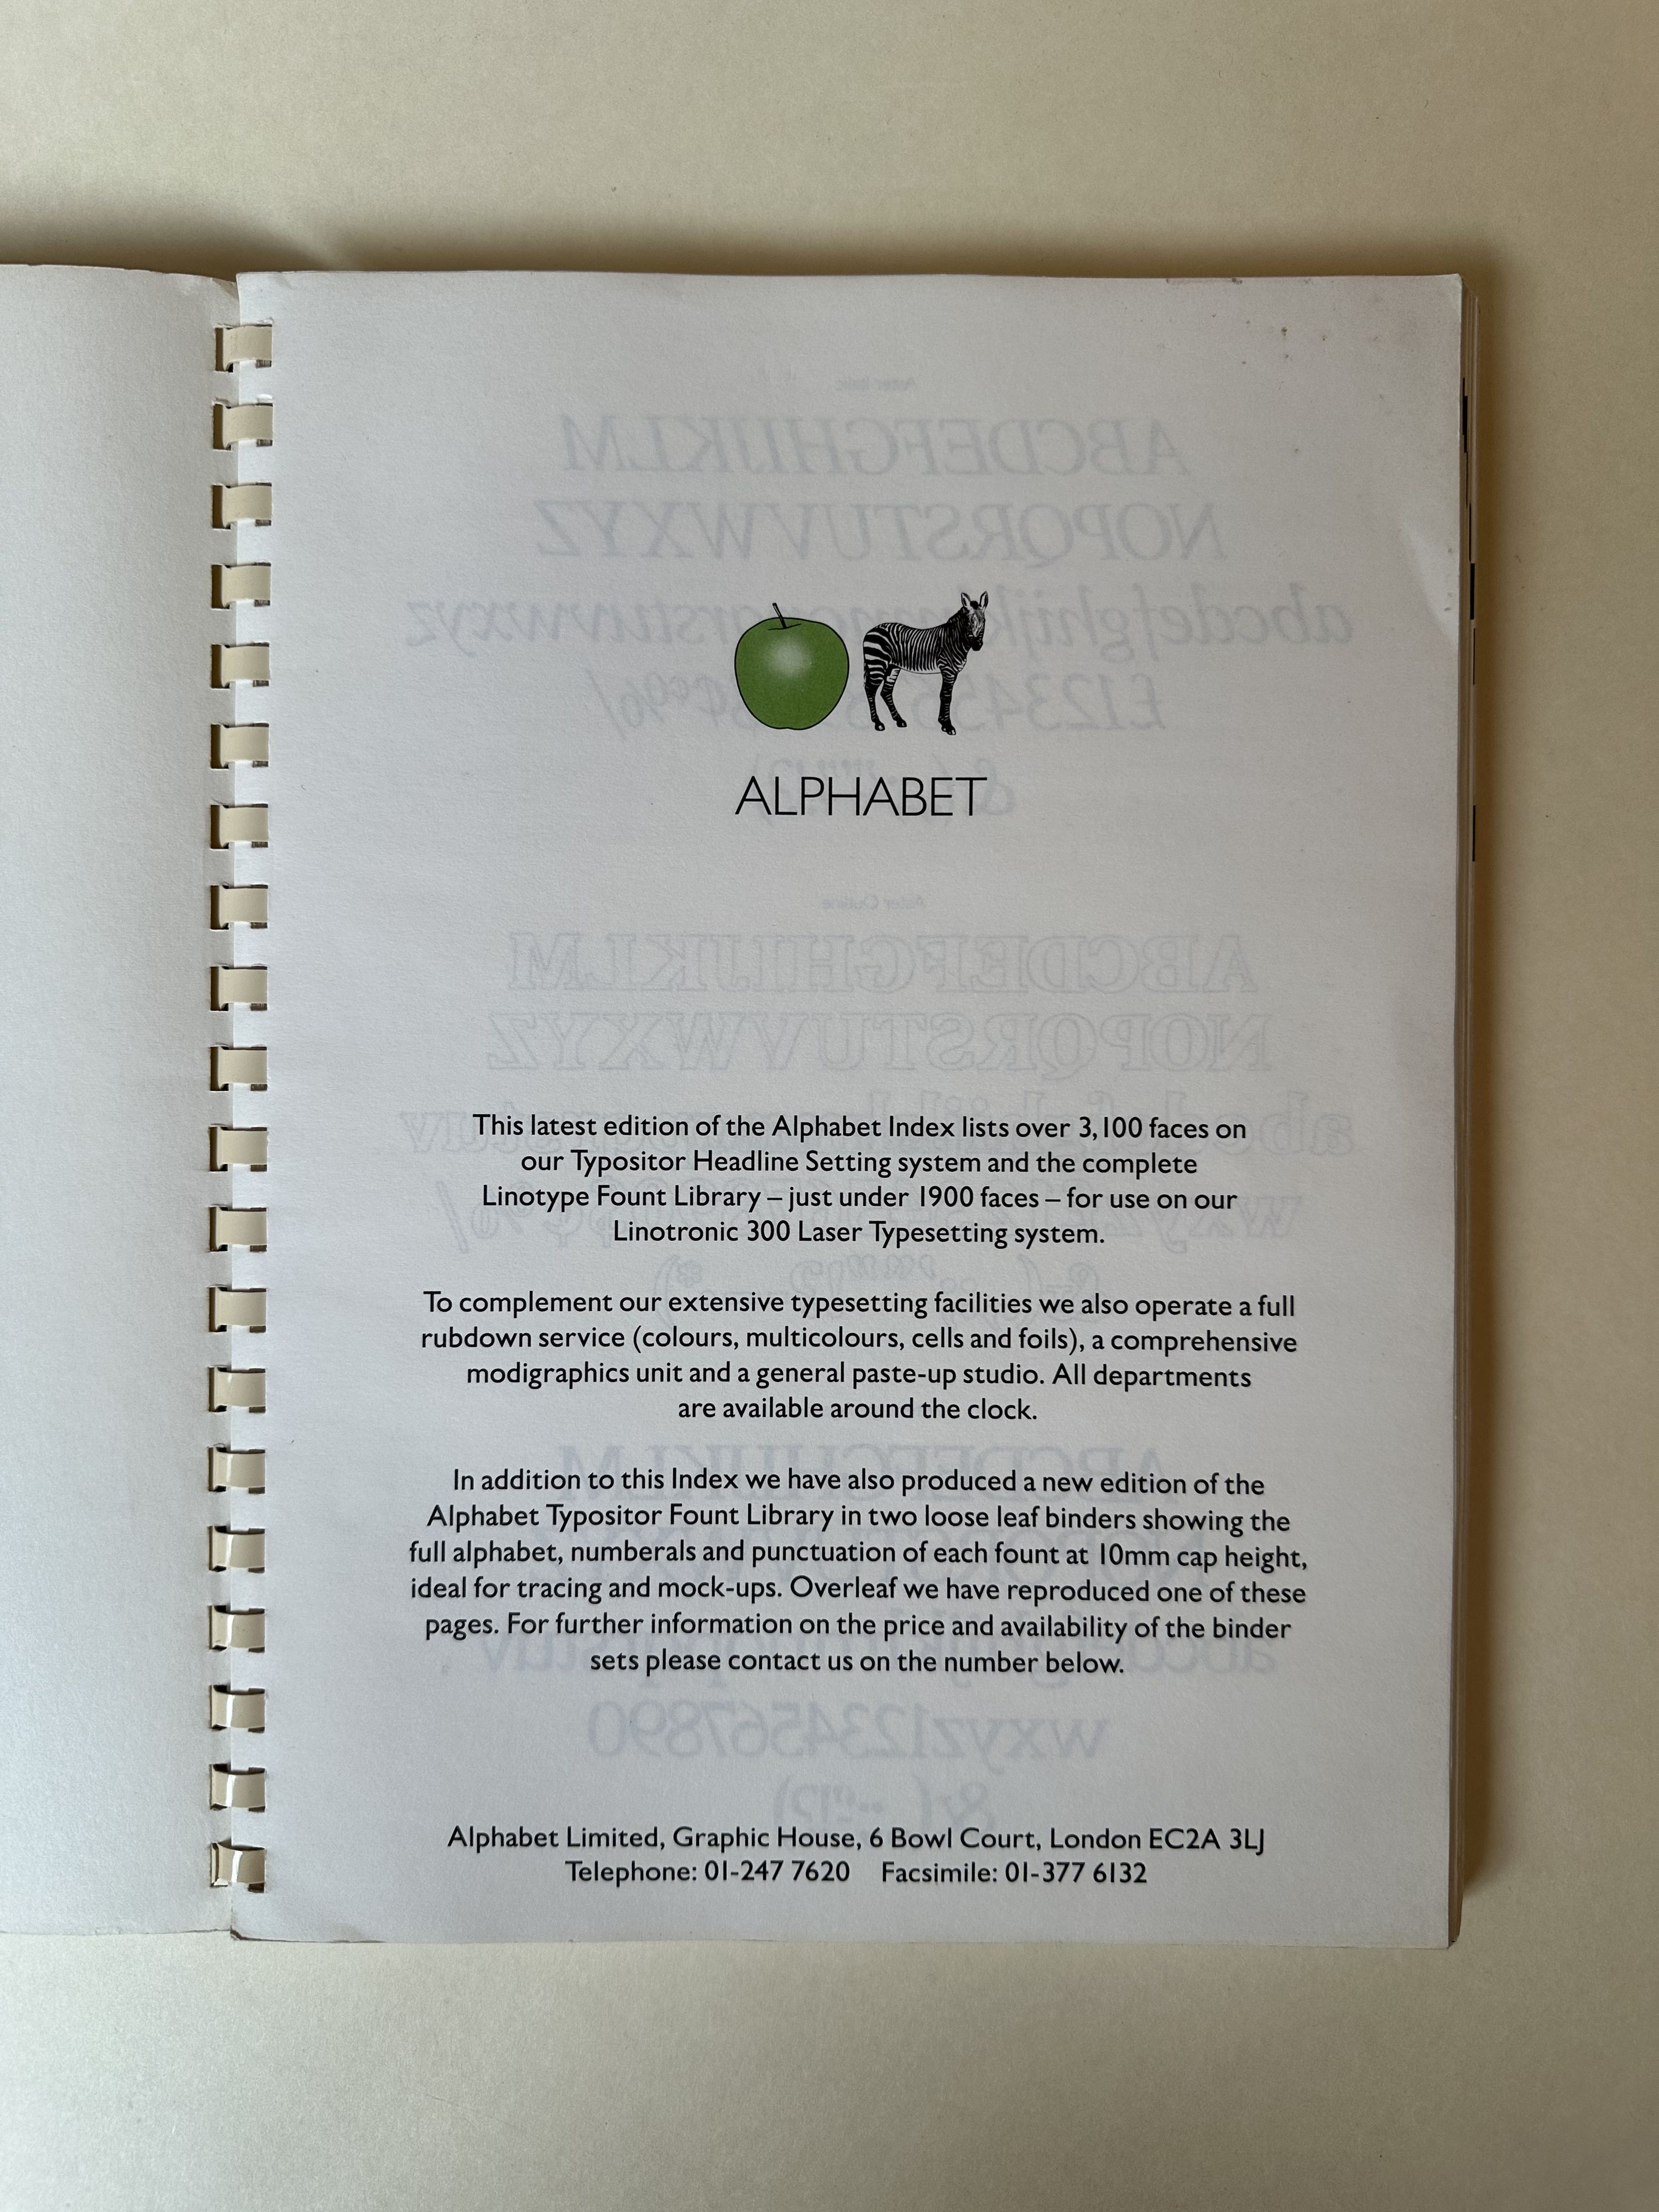 ALPHABET
This latest edition of the Alphabet Index lists over 3,100 faces on
our Typositor Headline Setting system and the complete
Linotype Fount Library – just under 1900 faces – for use on our
Linotronic 300 Laser Typesetting system.
To complement our extensive typesetting facilities we also operate a full
rubdown service (colours, multicolours, cells and foils), a comprehensive
modigraphics unit and a general paste-up studio. All departments
are available around the clock.
In addition to this Index we have also produced a new edition of the
Alphabet Typositor Fount Library in two loose leaf binders showing the
full alphabet, numberals and punctuation of each fount at 10mm cap height,
ideal for tracing and mock-ups. Overleaf we have reproduced one of these
pages. For further information on the price and availability of the binder
sets please contact us on the number below.
Alphabet Limited, Graphic House, 6 Bowl Court, London EC2A 3LJ
Telephone: 01-247 7620 Facsimile: 01-377 6132